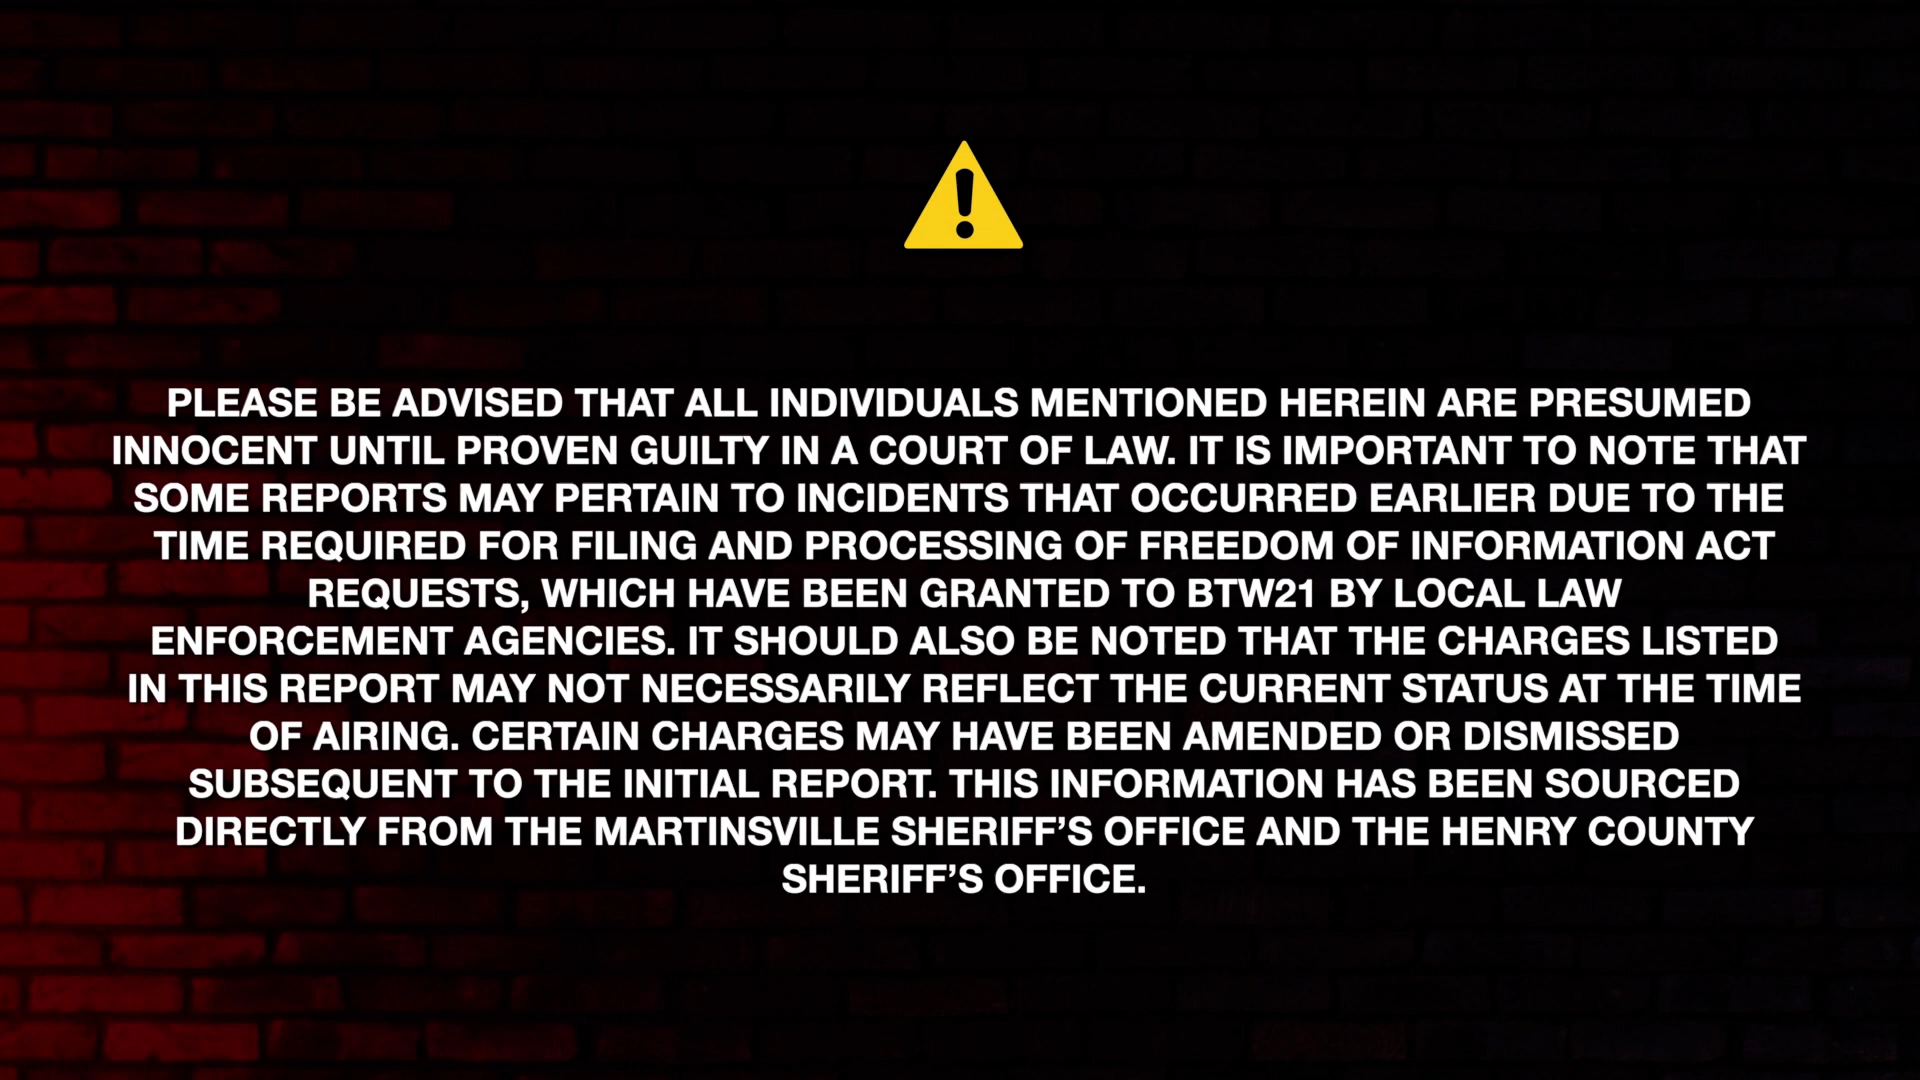 PLEASE BE ADVISED THAT ALL INDIVIDUALS MENTIONED HEREIN ARE PRESUMED
INNOCENT UNTIL PROVEN GUILTY IN A COURT OF LAW. IT IS IMPORTANT TO NOTE THAT
SOME REPORTS MAY PERTAIN TO INCIDENTS THAT OCCURRED EARLIER DUE TO THE
TIME REQUIRED FOR FILING AND PROCESSING OF FREEDOM OF INFORMATION ACT
REQUESTS, WHICH HAVE BEEN GRANTED TO BTW21 BY LOCAL LAW
ENFORCEMENT AGENCIES. IT SHOULD ALSO BE NOTED THAT THE CHARGES LISTED
IN THIS REPORT MAY NOT NECESSARILY REFLECT THE CURRENT STATUS AT THE TIME
OF AIRING. CERTAIN CHARGES MAY HAVE BEEN AMENDED OR DISMISSED
SUBSEQUENT TO THE INITIAL REPORT. THIS INFORMATION HAS BEEN SOURCED
DIRECTLY FROM THE MARTINSVILLE SHERIFF’S OFFICE AND THE HENRY COUNTY
SHERIFF’S OFFICE.